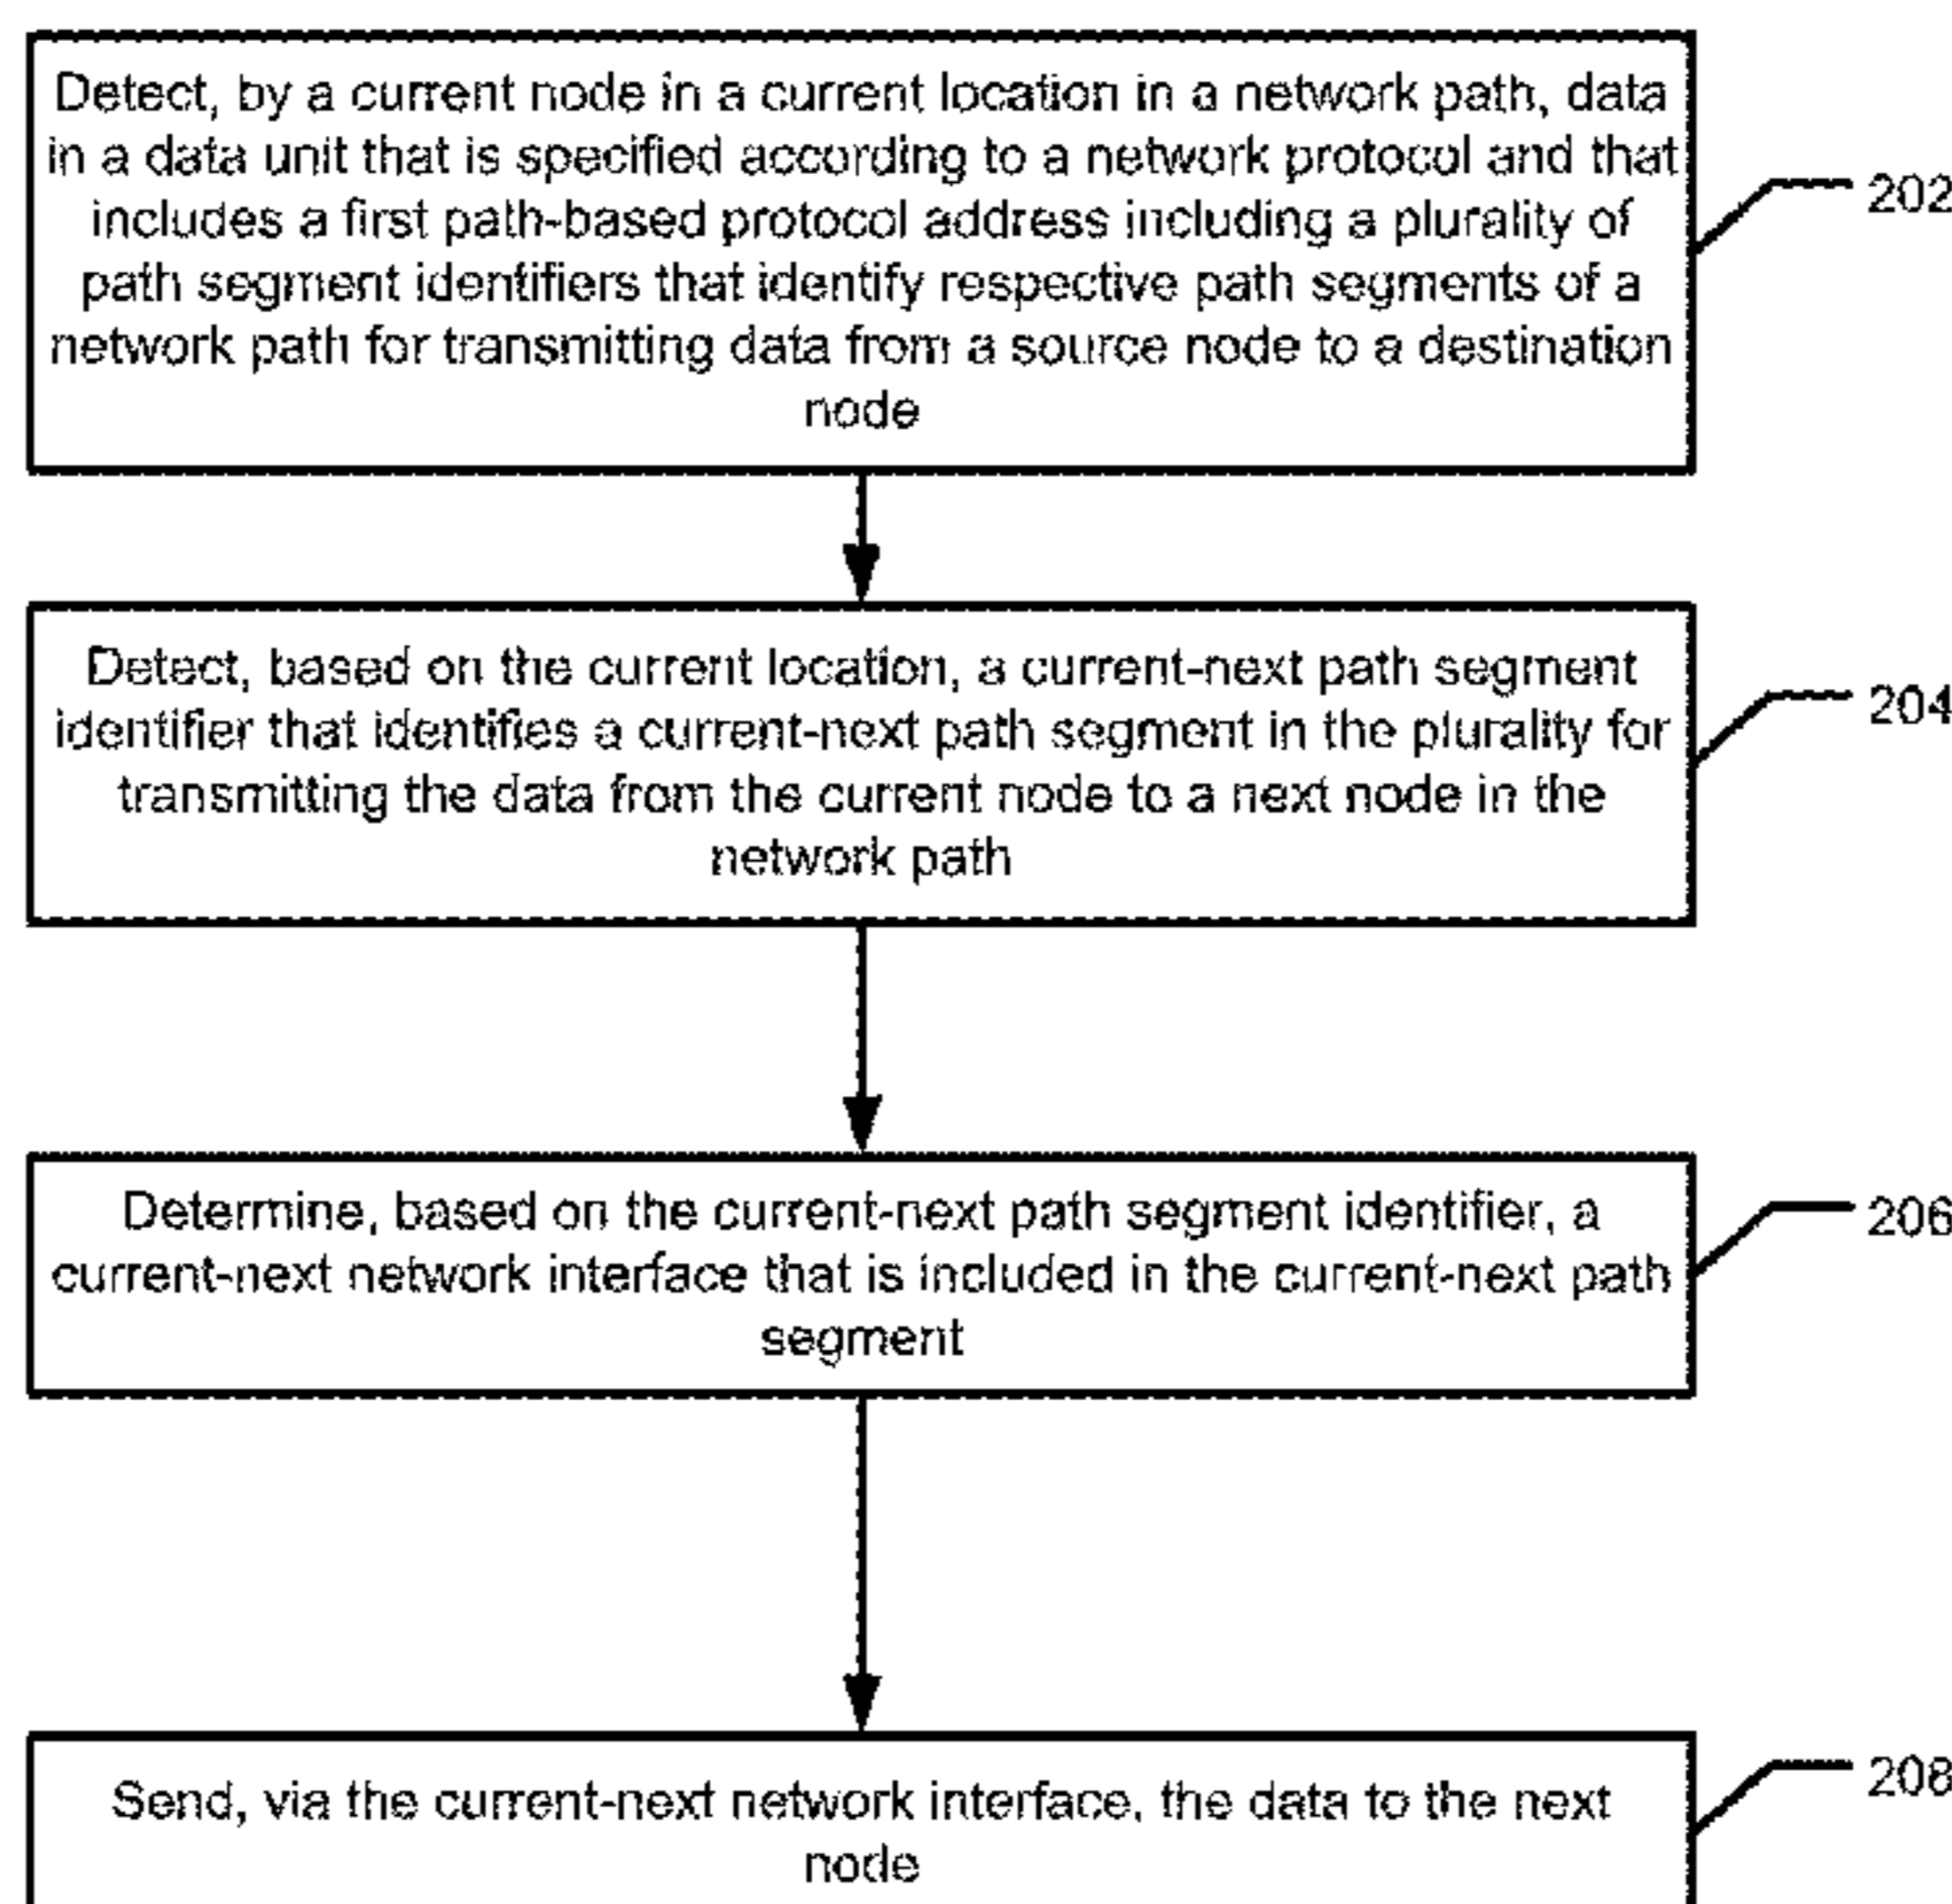 Detect, by a current node in a current location in a network path, data
in a data unit that is specified according to a network protocol and that
includes a first path-based protocol address including a plurality of
path segment identifiers that identify respective path segments of a
network path for transmitting data from a source node to a destination
node
202
Detect, based on the current location, a current-next path segment
identifier that identifies a current-next path segment in the plurality for
transmitting the data from the current node to a next node in the
network path
204
Determine, based on the current-next path segment identifier, a
current-next network interface that is included in the current-next path
segment
206
Send, via the current-next network interface, the data to the next
node
208